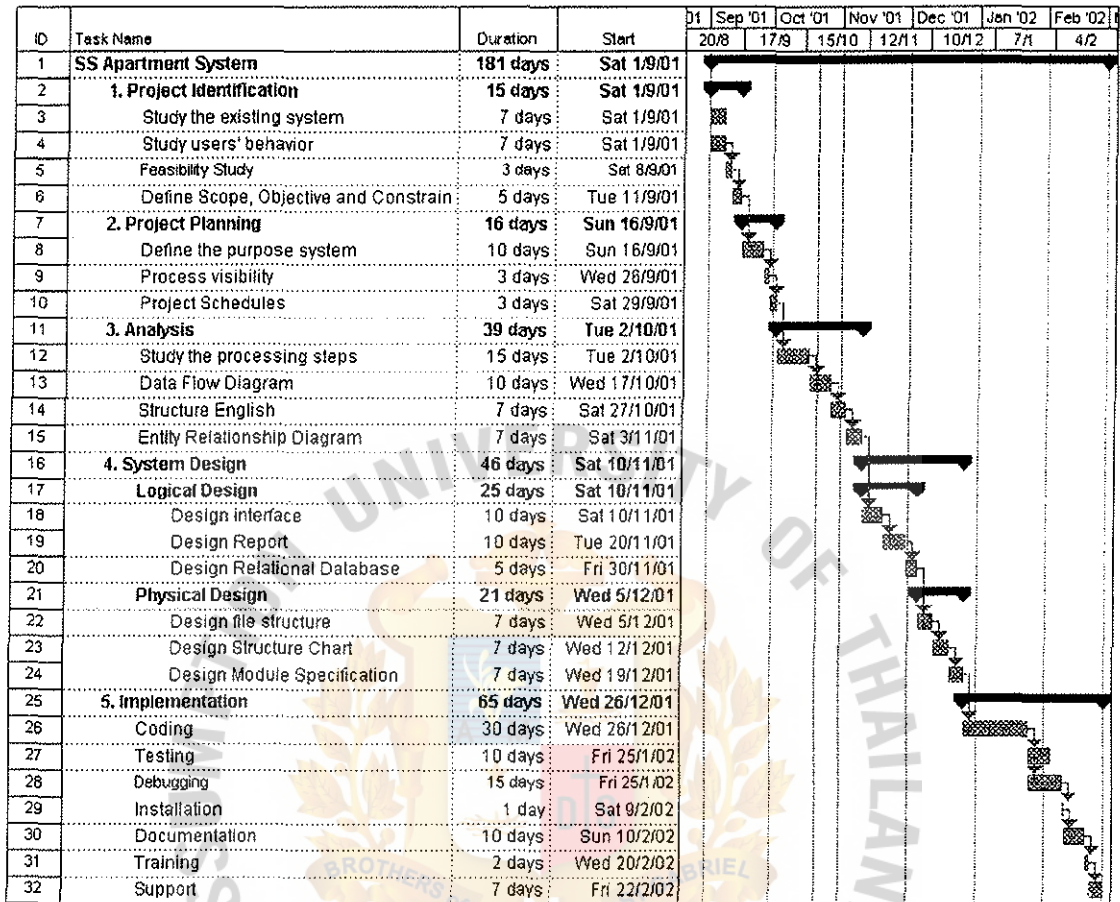 01 Sep '01 Oct '01 Nov '01 Dec '01 Jan '02 Feb '02
ID Task Name Duration Start 20/8 17/9 15/10 12/11 10/12 7/1 4/2
1 SS Apartment System 181 days Sat 1/9/01
2 1. Project Identification 15 days Sat 1/9/01
3 Study the existing system 7 days Sat 1/9/01
4 Study users' behavior 7 days Sat 1/9/01
5 Feasibility Study 3 days Sat 8/9/01
6 Define Scope, Objective and Constrain 5 days Tue 11/9/01
7 2. Project Planning 16 days Sun 16/9/01
8 Define the purpose system 10 days Sun 16/9/01
9 Process visibility 3 days Wed 26/9/01
10 Project Schedules 3 days Sat 29/9/01
11 3. Analysis 39 days Tue 2/10/01
12 Study the processing steps 15 days Tue 2/10/01
13 Data Flow Diagram 10 days Wed 17/10/01
14 Structure English 7 days Sat 27/10/01
15 Entity Relationship Diagram 7 days Sat 3/11/01
16 4. System Design 46 days Sat 10/11/01
17 Logical Design 25 days Sat 10/11/01
18 Design interface 10 days Sat 10/11/01
19 Design Report 10 days Tue 20/11/01
20 Design Relational Database 5 days Fri 30/11/01
21 Physical Design 21 days Wed 5/12/01
22 Design file structure 7 days Wed 5/12/01
23 Design Structure Chart 7 days Wed 12/12/01
24 Design Module Specification 7 days Wed 19/12/01
25 5. Implementation 65 days Wed 26/12/01
26 Coding 30 days Wed 26/12/01
27 Testing 10 days Fri 25/1/02
28 Debugging 15 days Fri 25/1/02
29 Installation 1 day Sat 9/2/02
30 Documentation 10 days Sun 10/2/02
31 Training 2 days Wed 20/2/02
32 Support 7 days Fri 22/2/02
UNIVERSITY OF
BROTHERS